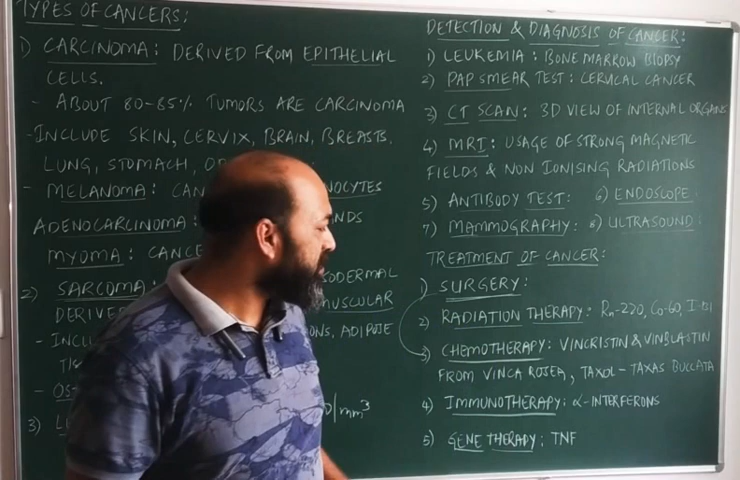 TYPES OF CANCERS:
1) CARCINOMA: DERIVED FROM EPITHELIAL
CELLS.
- ABOUT 80-85% TUMORS ARE CARCINOMA
- INCLUDE SKIN, CERVIX, BRAIN, BREASTS,
LUNG, STOMACH,
- MELANOMA:
ADENOCARCINOMA:
MYOMA:
2) SARCOMA:
ADIPOSE
3)
/mm³
DETECTION & DIAGNOSIS OF CANCER:
1) LEUKEMIA: BONE MARROW BIOPSY
2) PAP SMEAR TEST: CERVICAL CANCER
3) CT SCAN: 3D VIEW OF INTERNAL ORGANS
4) MRI: USAGE OF STRONG MAGNETIC
FIELDS & NON IONISING RADIATIONS
5) ANTIBODY TEST: 6) ENDOSCOPE
7) MAMMOGRAPHY: 8) ULTRASOUND:
TREATMENT OF CANCER:
1) SURGERY:
2) RADIATION THERAPY: Rn-220, Co-60, I-131
3) CHEMOTHERAPY: VINCRISTIN & VINBLASTIN
FROM VINCA ROSEA, TAXOL - TAXAS BUCCATA
4) IMMUNOTHERAPY: α-INTERFERONS
5) GENE THERAPY: TNF